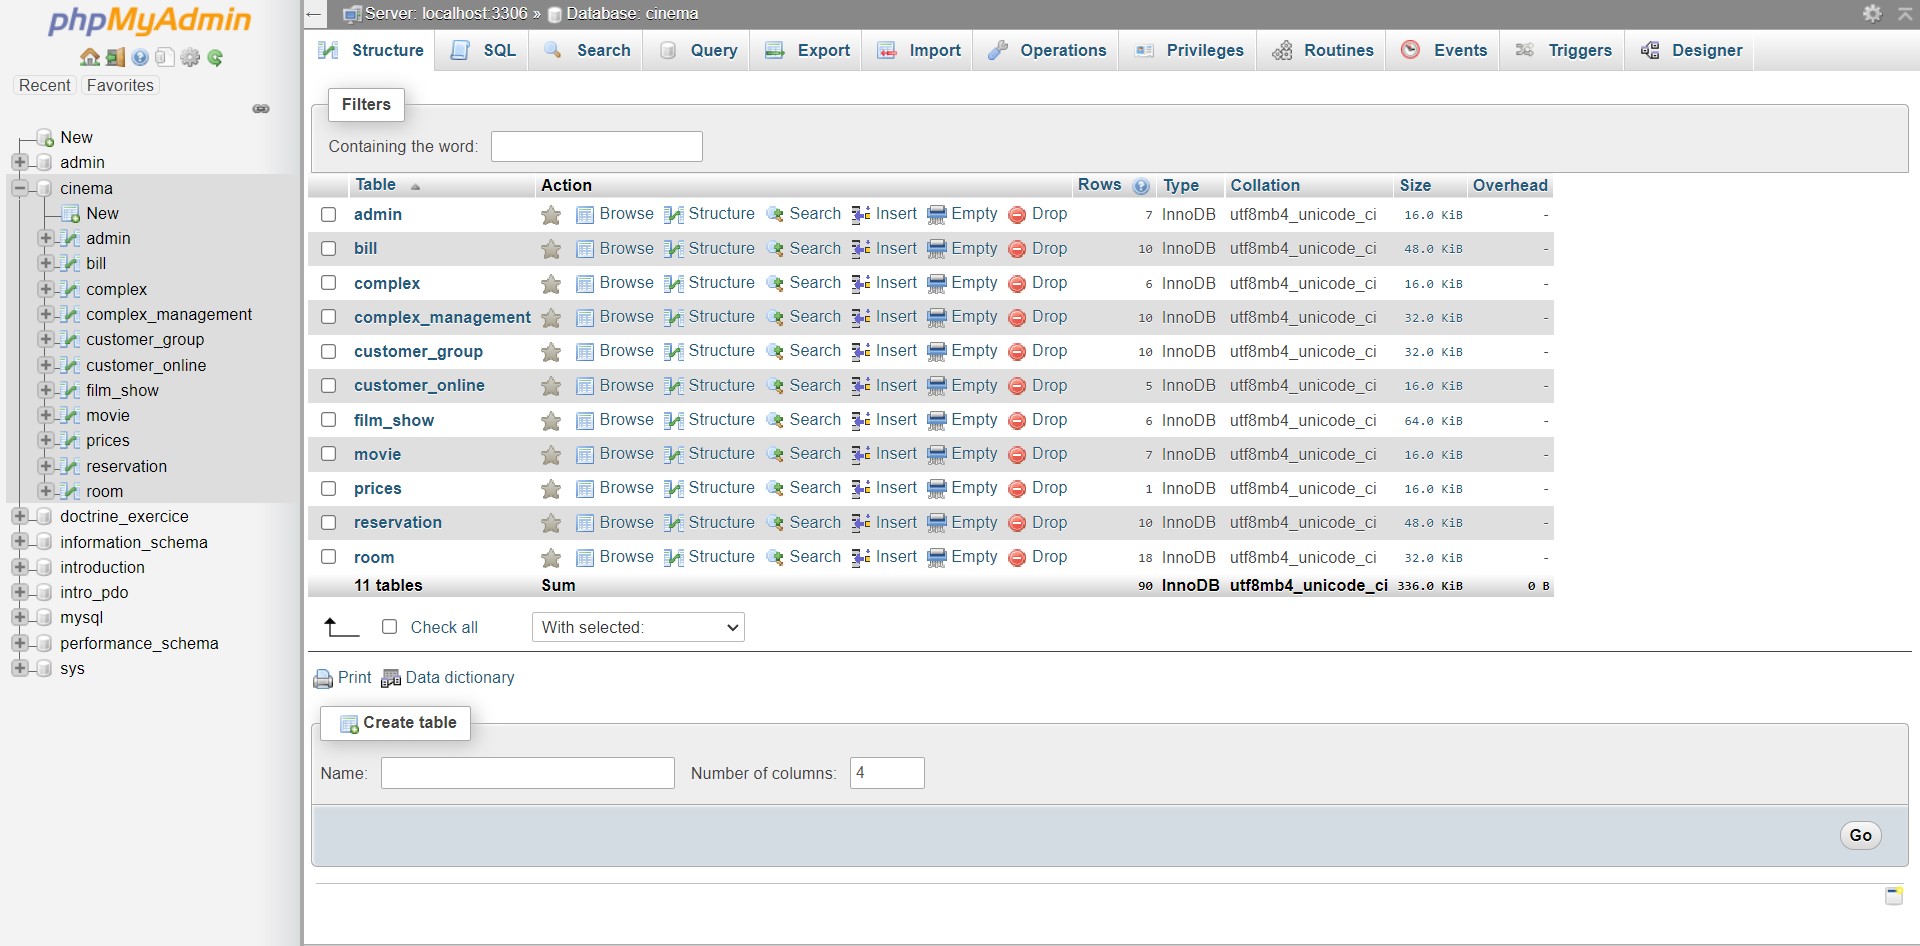 phpMyAdmin
Recent Favorites
New
admin
cinema
New
admin
bill
complex
complex_management
customer_group
customer_online
film_show
movie
prices
reservation
room
doctrine_exercice
information_schema
introduction
intro_pdo
mysql
performance_schema
sys
← Server: localhost:3306 » Database: cinema
Structure SQL Search Query Export Import Operations Privileges Routines Events Triggers Designer
Filters
Containing the word:
Table Action Rows Type Collation Size Overhead
admin Browse Structure Search Insert Empty Drop 7 InnoDB utf8mb4_unicode_ci 16.0 KiB -
bill Browse Structure Search Insert Empty Drop 10 InnoDB utf8mb4_unicode_ci 48.0 KiB -
complex Browse Structure Search Insert Empty Drop 6 InnoDB utf8mb4_unicode_ci 16.0 KiB -
complex_management Browse Structure Search Insert Empty Drop 10 InnoDB utf8mb4_unicode_ci 32.0 KiB -
customer_group Browse Structure Search Insert Empty Drop 10 InnoDB utf8mb4_unicode_ci 32.0 KiB -
customer_online Browse Structure Search Insert Empty Drop 5 InnoDB utf8mb4_unicode_ci 16.0 KiB -
film_show Browse Structure Search Insert Empty Drop 6 InnoDB utf8mb4_unicode_ci 64.0 KiB -
movie Browse Structure Search Insert Empty Drop 7 InnoDB utf8mb4_unicode_ci 16.0 KiB -
prices Browse Structure Search Insert Empty Drop 1 InnoDB utf8mb4_unicode_ci 16.0 KiB -
reservation Browse Structure Search Insert Empty Drop 10 InnoDB utf8mb4_unicode_ci 48.0 KiB -
room Browse Structure Search Insert Empty Drop 18 InnoDB utf8mb4_unicode_ci 32.0 KiB -
11 tables Sum 90 InnoDB utf8mb4_unicode_ci 336.0 KiB 0 B
Check all With selected:
Print Data dictionary
Create table
Name: Number of columns: 4
Go